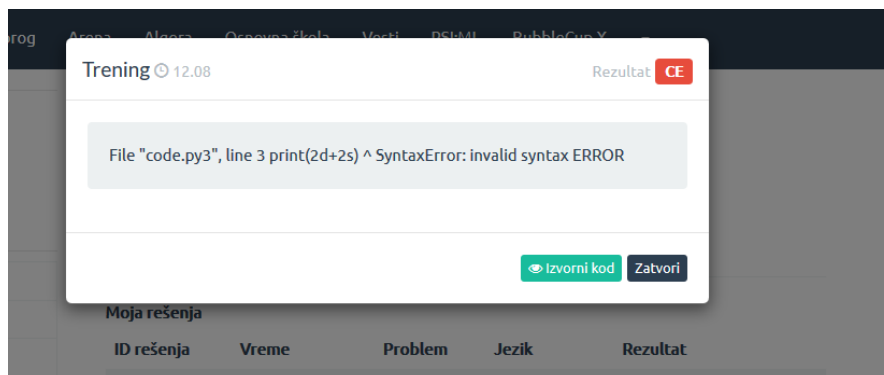 orog Arena Algora Osnovna škola Vesti PSI:ML BubbleCup X
Trening 12.08 Rezultat CE
File "code.py3", line 3 print(2d+2s) ^ SyntaxError: invalid syntax ERROR
Izvorni kod Zatvori
Moja rešenja
ID rešenja Vreme Problem Jezik Rezultat